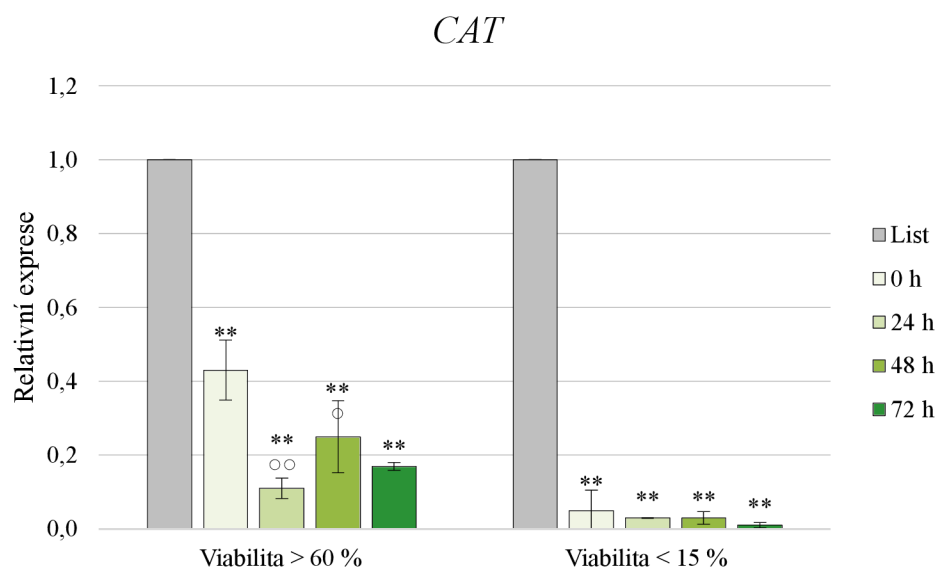 CAT
1,2
1,0
0,8
0,6
0,4
0,2
0,0
Relativní exprese
**
**
○○
**
○
**
**
**
**
**
Viabilita > 60 %
Viabilita < 15 %
List
0 h
24 h
48 h
72 h